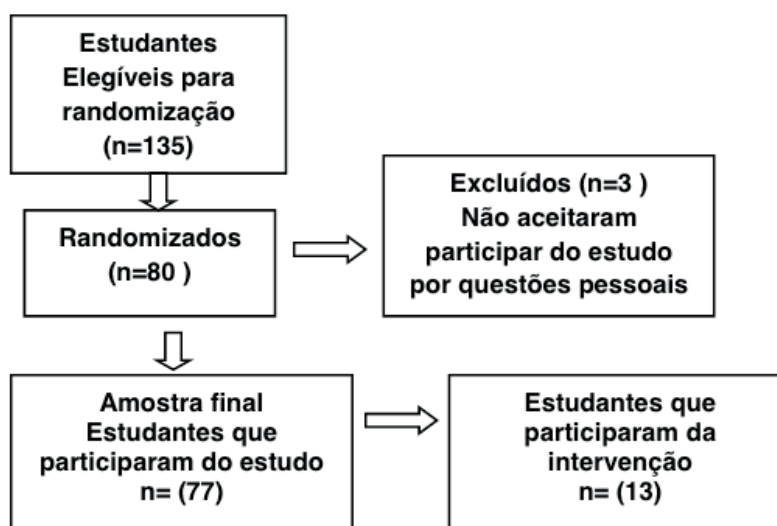 Estudantes
Elegíveis para
randomização
(n=135)
Excluídos (n=3 )
Não aceitaram
participar do estudo
por questões pessoais
Randomizados
(n=80 )
Amostra final
Estudantes que
participaram do estudo
n= (77)
Estudantes que
participaram da
intervenção
n= (13)